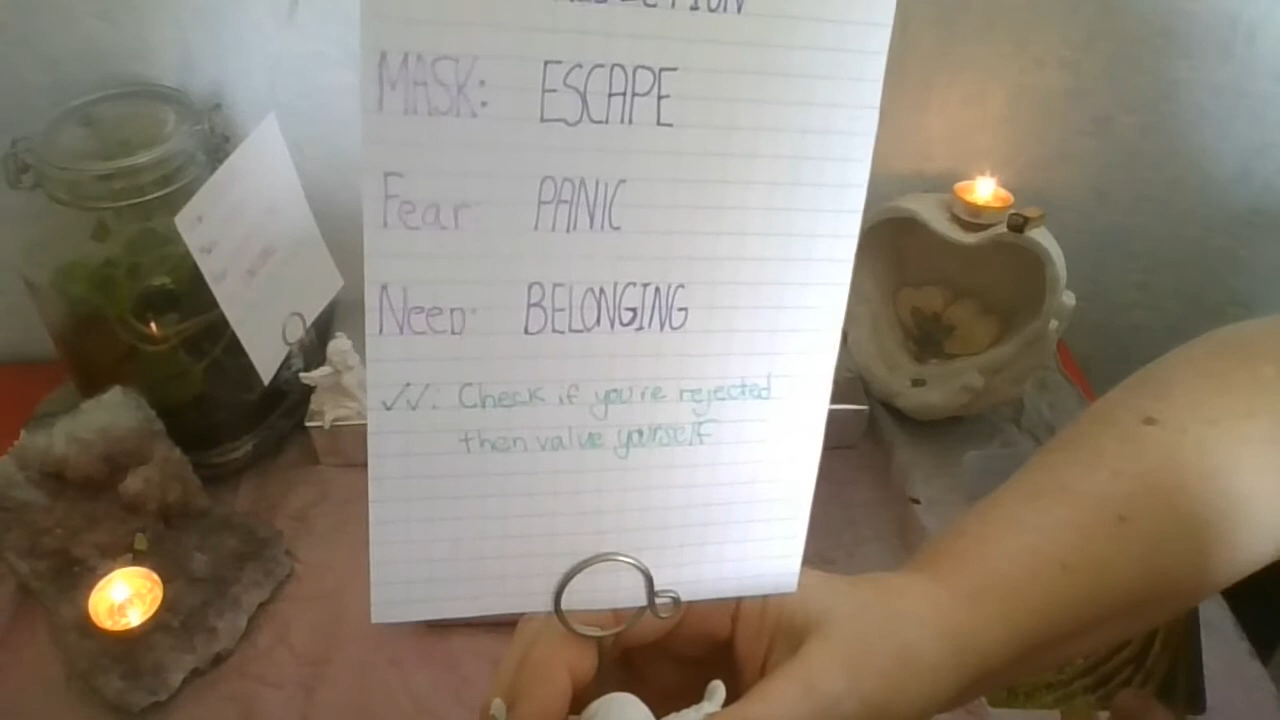 MASK: ESCAPE
Fear PANIC
NEED: BELONGING
✓✓: Check if you're rejected
then value yourself